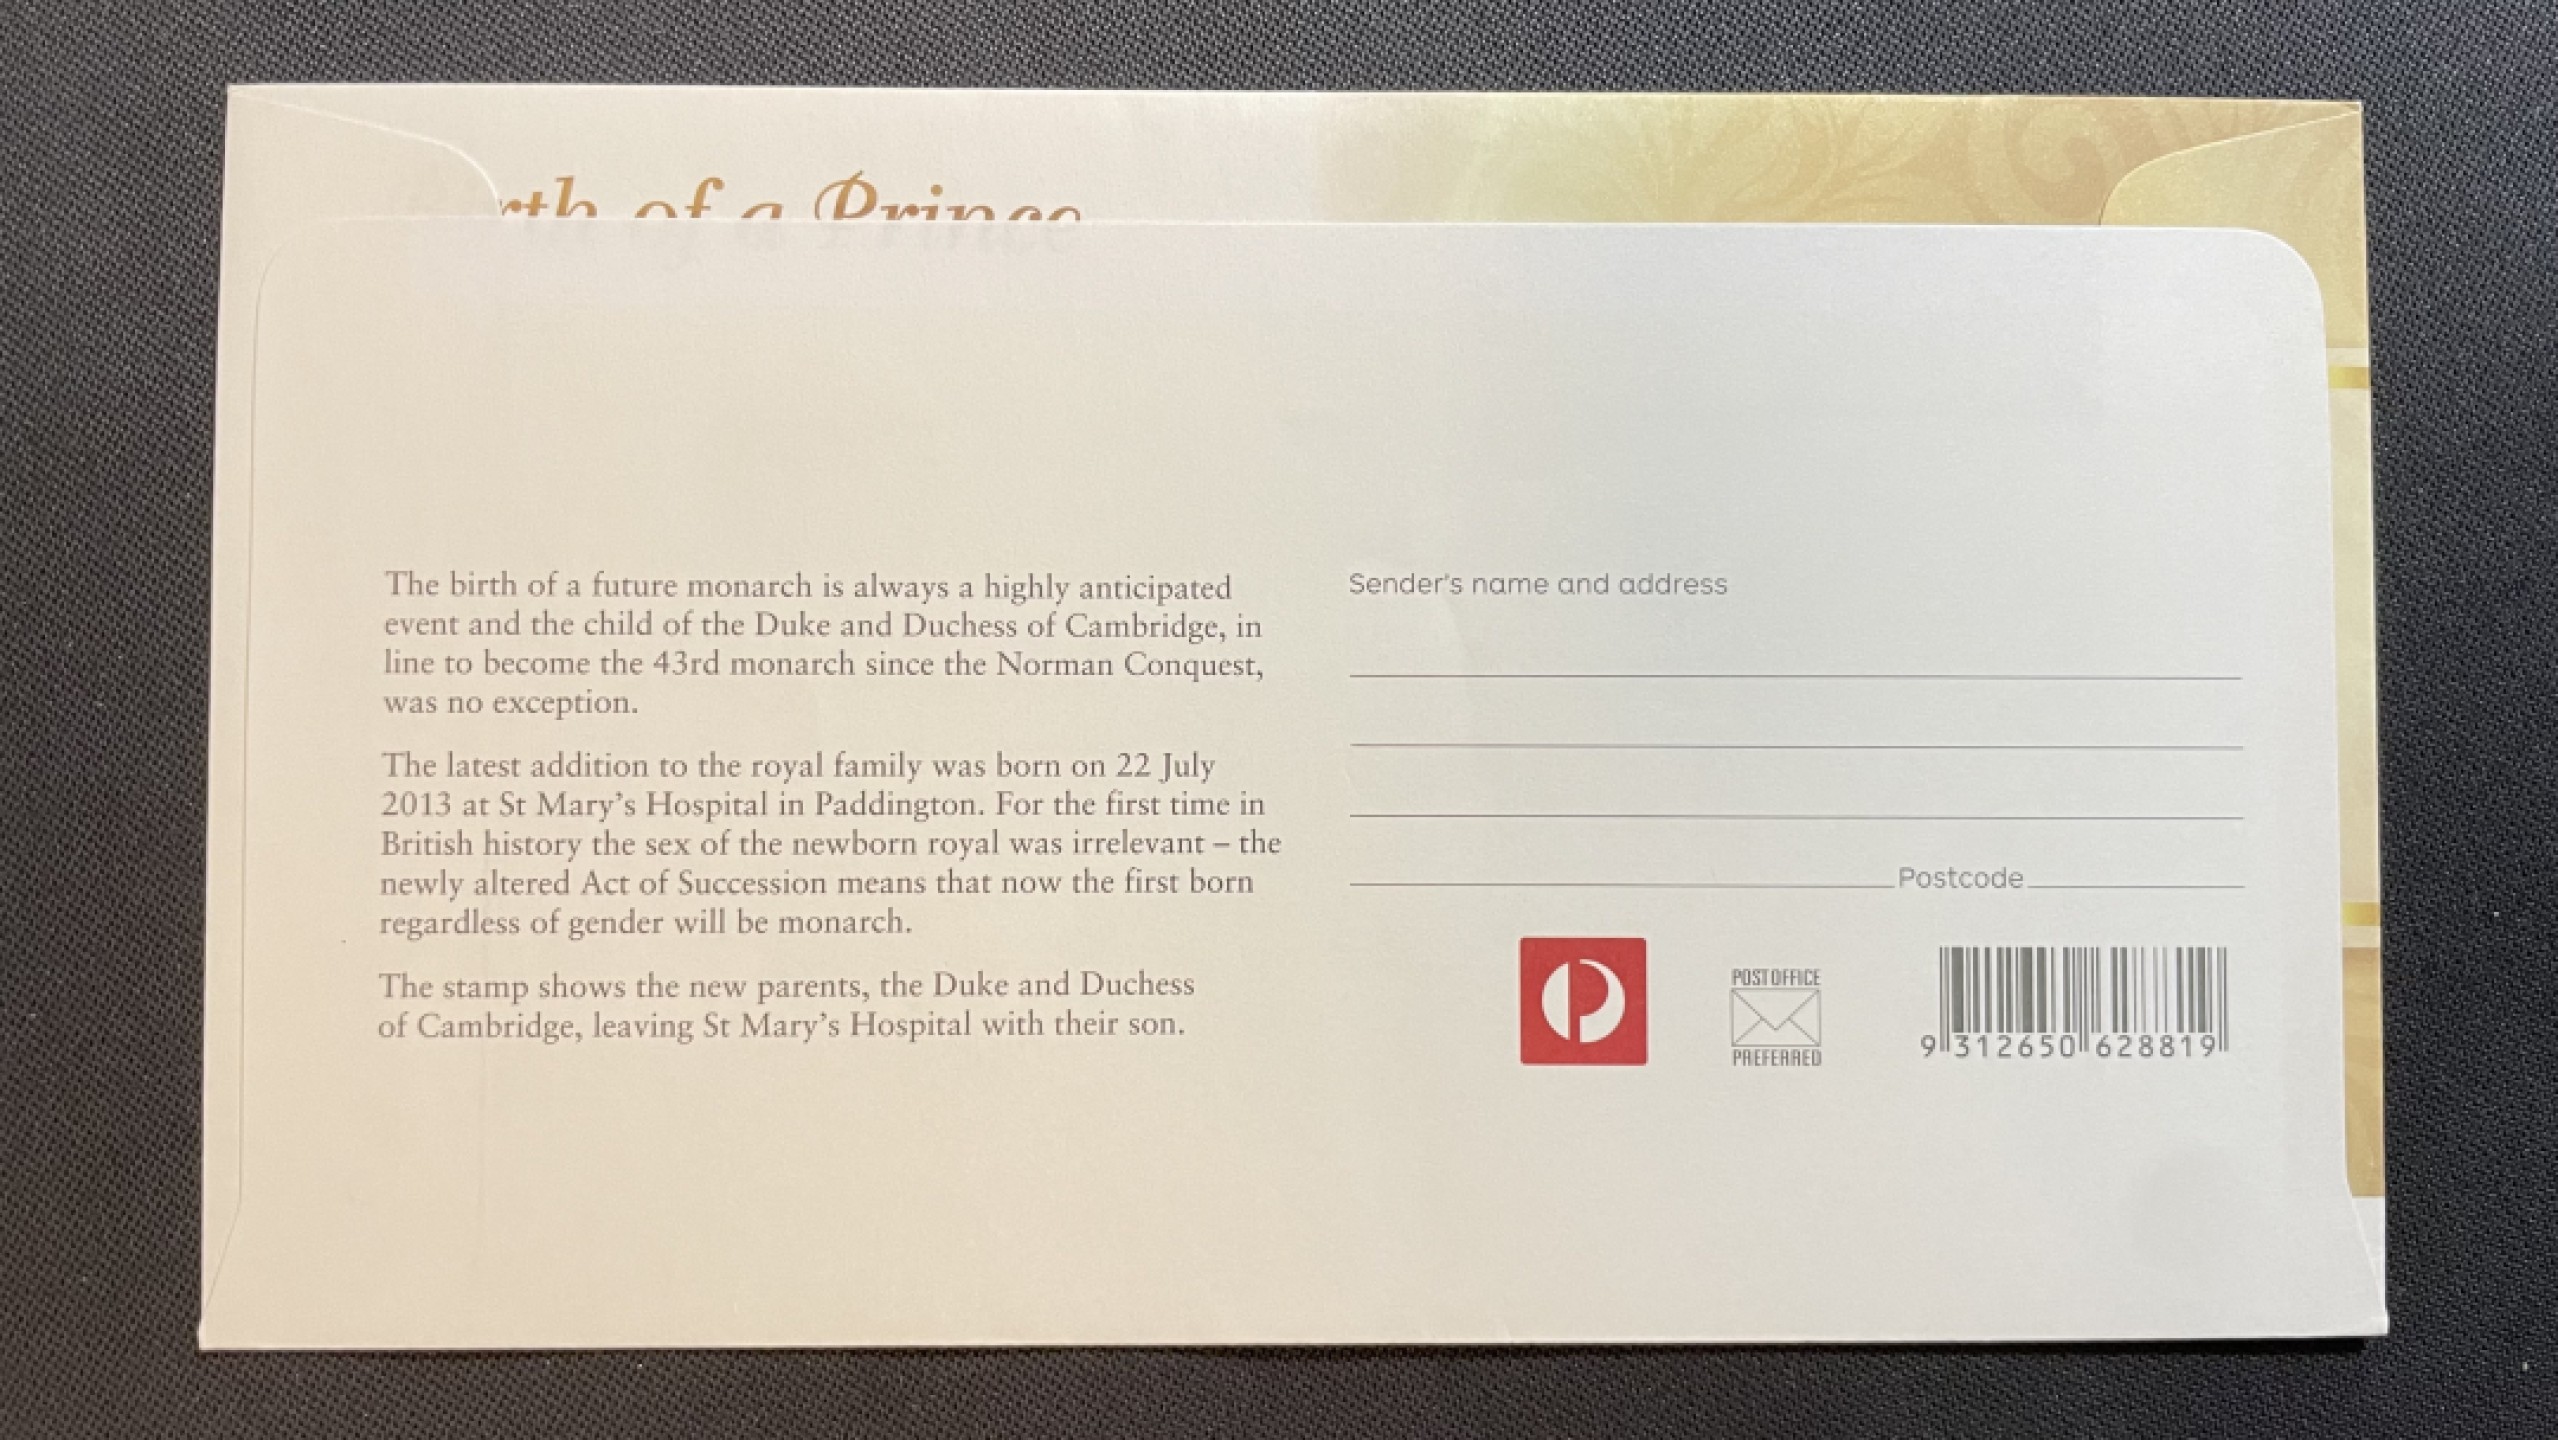 rth of a Prince
The birth of a future monarch is always a highly anticipated
event and the child of the Duke and Duchess of Cambridge, in
line to become the 43rd monarch since the Norman Conquest,
was no exception.
The latest addition to the royal family was born on 22 July
2013 at St Mary’s Hospital in Paddington. For the first time in
British history the sex of the newborn royal was irrelevant – the
newly altered Act of Succession means that now the first born
regardless of gender will be monarch.
The stamp shows the new parents, the Duke and Duchess
of Cambridge, leaving St Mary’s Hospital with their son.
Sender's name and address
Postcode
POST OFFICE
PREFERRED
9 312650 628819